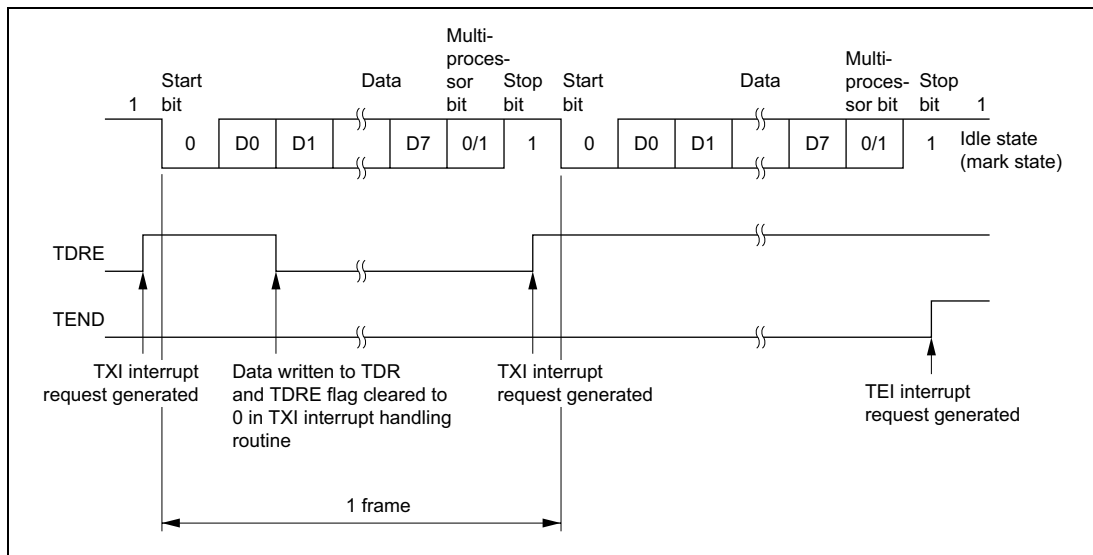 1
Start
bit
Data
Multi-
proces-
sor
bit
Stop
bit
Start
bit
Data
Multi-
proces-
sor bit
Stop
bit
1
0 D0 D1 D7 0/1 1 0 D0 D1 D7 0/1 1
Idle state
(mark state)
TDRE
TEND
TXI interrupt
request generated
Data written to TDR
and TDRE flag cleared to
0 in TXI interrupt handling
routine
TXI interrupt
request generated
TEI interrupt
request generated
1 frame